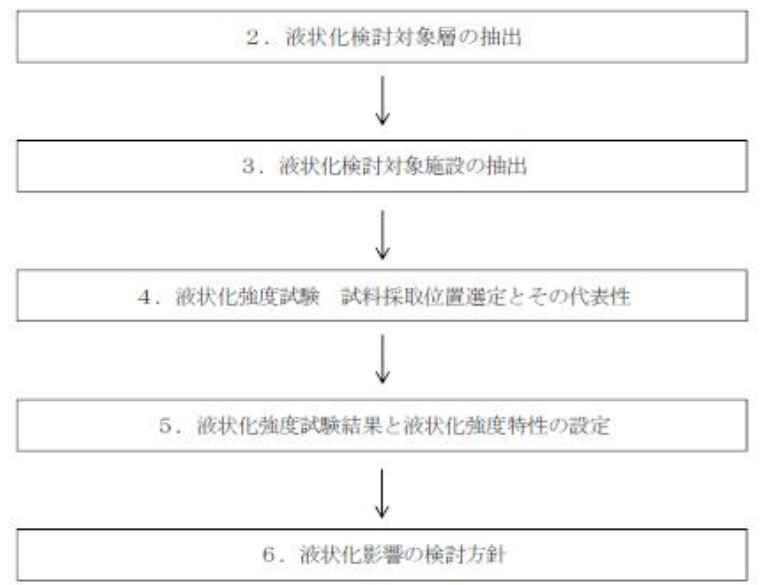 ２．液状化検討対象層の抽出
３．液状化検討対象施設の抽出
４．液状化強度試験　試料採取位置選定とその代表性
５．液状化強度試験結果と液状化強度特性の設定
６．液状化影響の検討方針